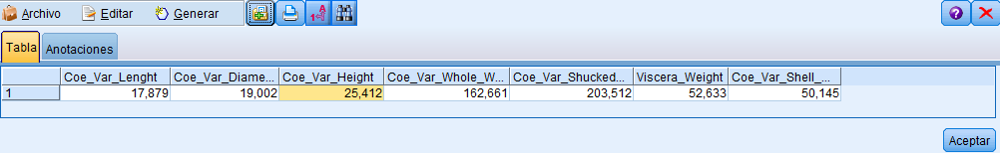 Archivo Editar Generar
Tabla Anotaciones
Coe_Var_Lenght Coe_Var_Diame... Coe_Var_Height Coe_Var_Whole_W... Coe_Var_Shucked... Viscera_Weight Coe_Var_Shell_...
1 17,879 19,002 25,412 162,661 203,512 52,633 50,145
Aceptar